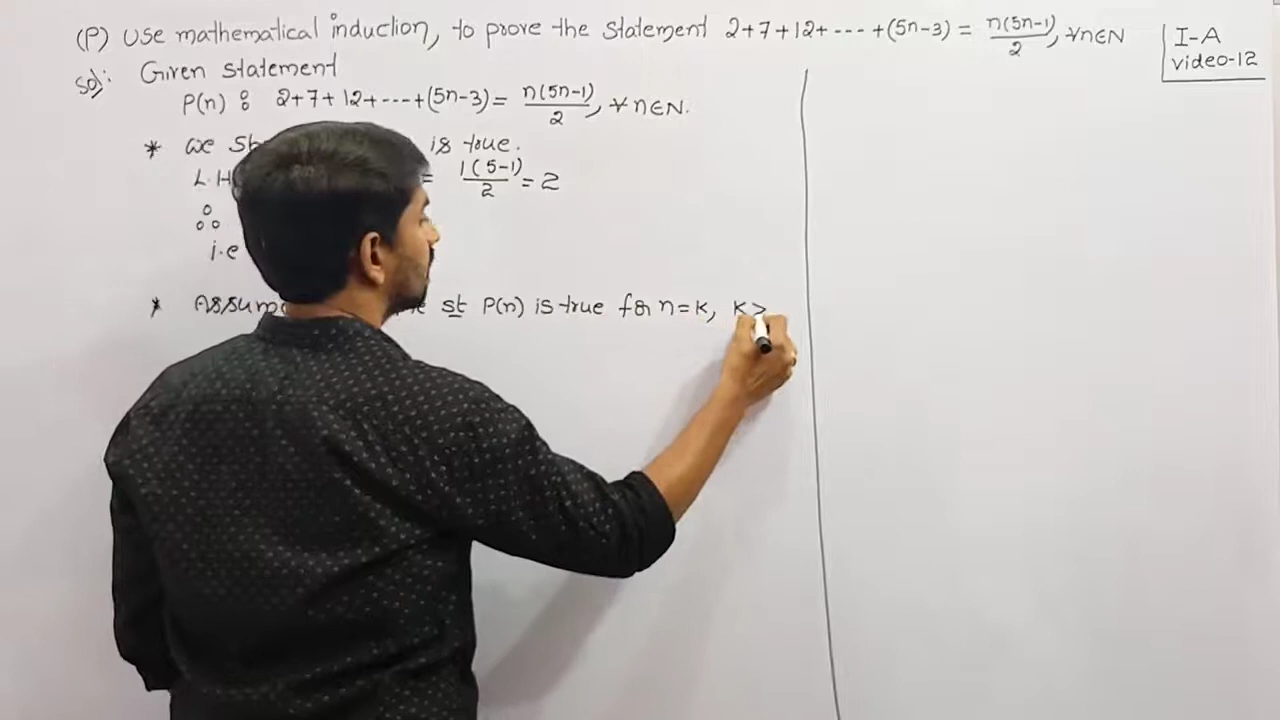 (P) Use mathematical induction, to prove the statement 2+7+12+---+(5n-3) = n(5n-1)/2, ∀n∈N
I-A
video-12
Sol: Given statement
P(n) : 2+7+12+---+(5n-3) = n(5n-1)/2, ∀ n∈N.
* we is true.
= 1(5-1)/2 = 2
∴
i.e
* st P(n) is true for n=k, k>